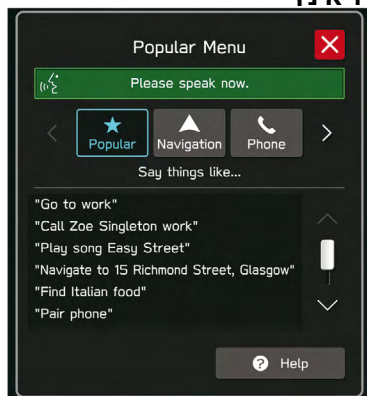 Popular Menu
Please speak now.
Popular
Navigation
Phone
Say things like...
"Go to work"
"Call Zoe Singleton work"
"Play song Easy Street"
"Navigate to 15 Richmond Street, Glasgow"
"Find Italian food"
"Pair phone"
? Help